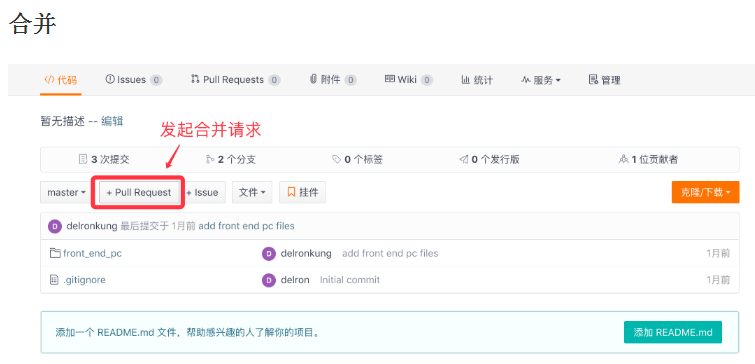 合并
代码 Issues 0 Pull Requests 0 附件 0 Wiki 0 统计 服务 管理
暂无描述 -- 编辑
发起合并请求
3 次提交 2 个分支 0 个标签 0 个发行版 1 位贡献者
master + Pull Request + Issue 文件 挂件 克隆/下载
D delronkung 最后提交于 1月前 add front end pc files
front_end_pc D delronkung add front end pc files 1月前
.gitignore D delron Initial commit 1月前
添加一个 README.md 文件，帮助感兴趣的人了解你的项目。 添加 README.md